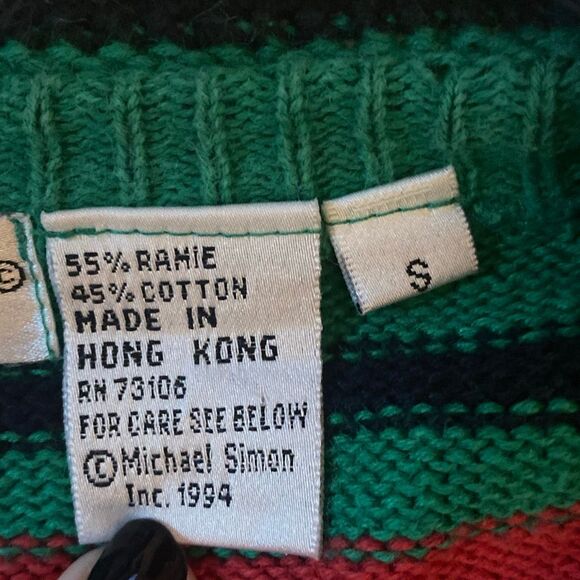 ©
55% RAMIE
45% COTTON
MADE IN
HONG KONG
RN 73106
FOR CARE SEE BELOW
© Michael Simon
Inc. 1994
S